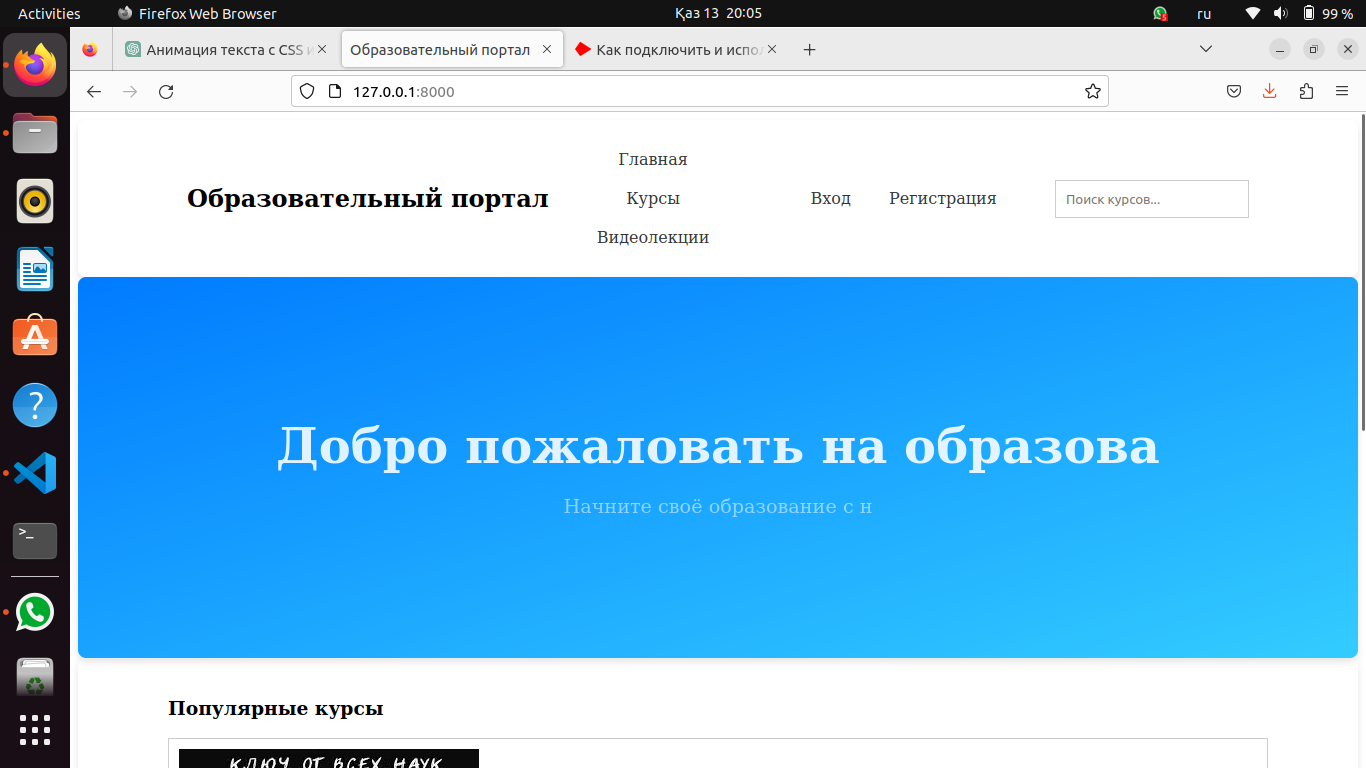 Activities
Firefox Web Browser
Қаз 13 20:05
5
ru
99 %
Анимация текста с CSS и
Образовательный портал
Как подключить и испол
127.0.0.1:8000
Образовательный портал
Главная
Курсы
Видеолекции
Вход
Регистрация
Поиск курсов...
Добро пожаловать на образова
Начните своё образование с н
Популярные курсы
КЛЮЧ ОТ ВСЕХ НАУК